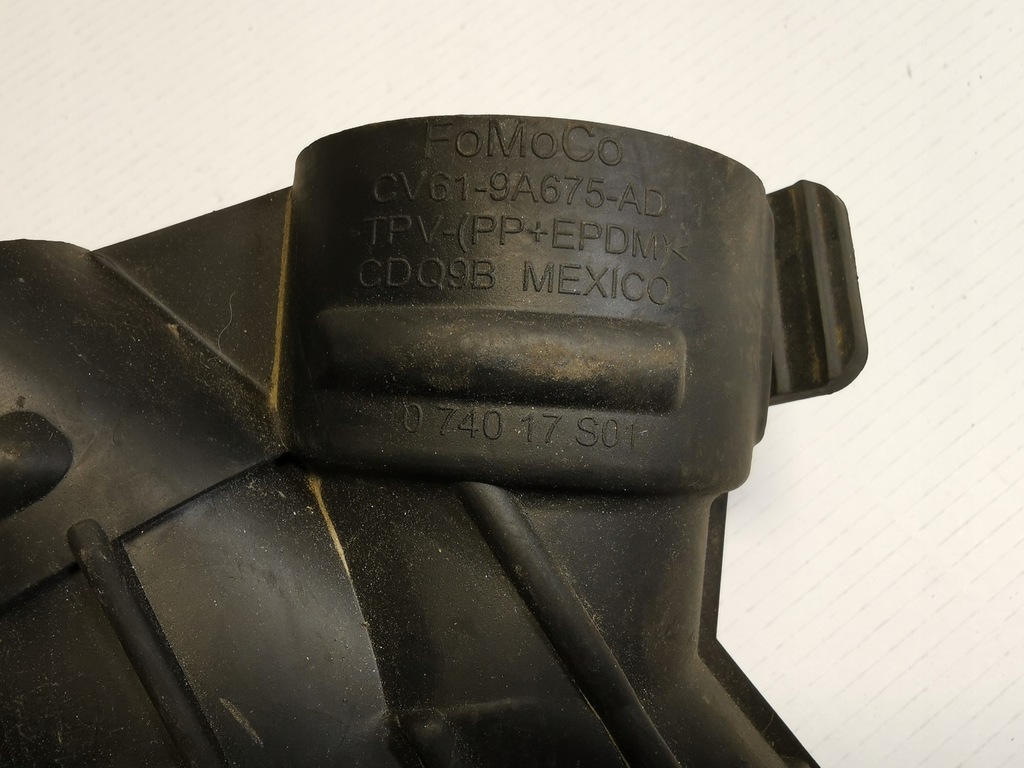 FoMoCo
CV61-9A675-AD
TPV-(PP+EPDM)<
CDQ9B MEXICO
0 740 17 S01